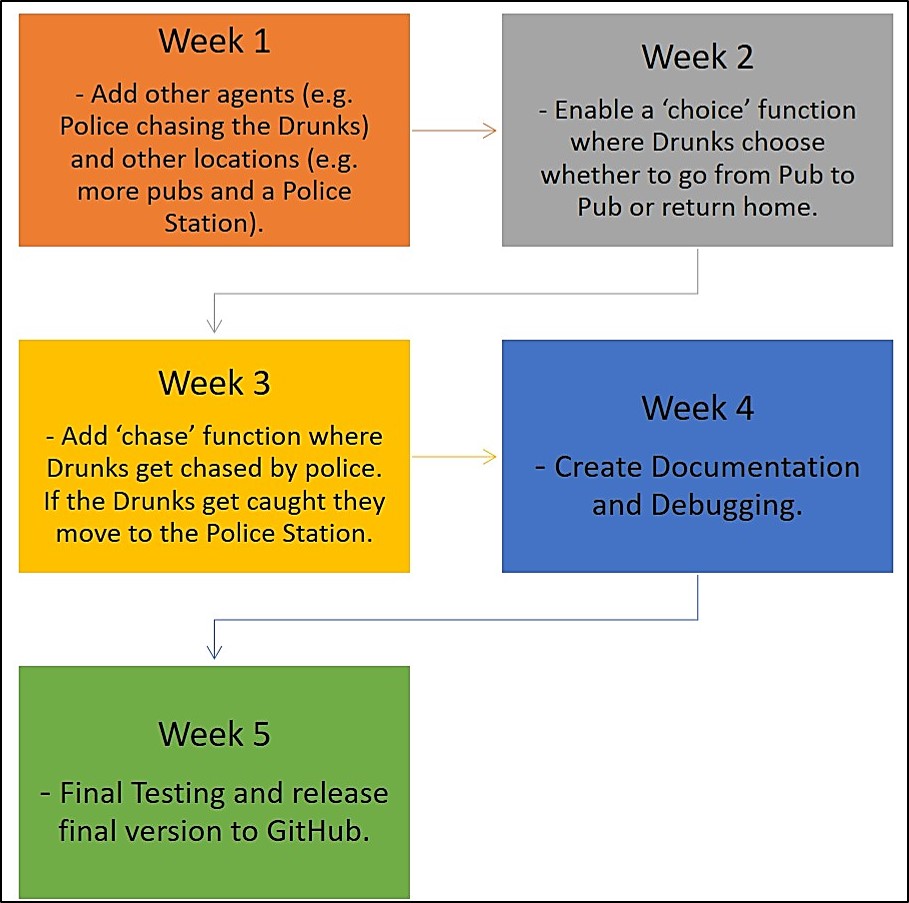 Week 1
- Add other agents (e.g.
Police chasing the Drunks)
and other locations (e.g.
more pubs and a Police
Station).
Week 2
- Enable a ‘choice’ function
where Drunks choose
whether to go from Pub to
Pub or return home.
Week 3
- Add ‘chase’ function where
Drunks get chased by police.
If the Drunks get caught they
move to the Police Station.
Week 4
- Create Documentation
and Debugging.
Week 5
- Final Testing and release
final version to GitHub.